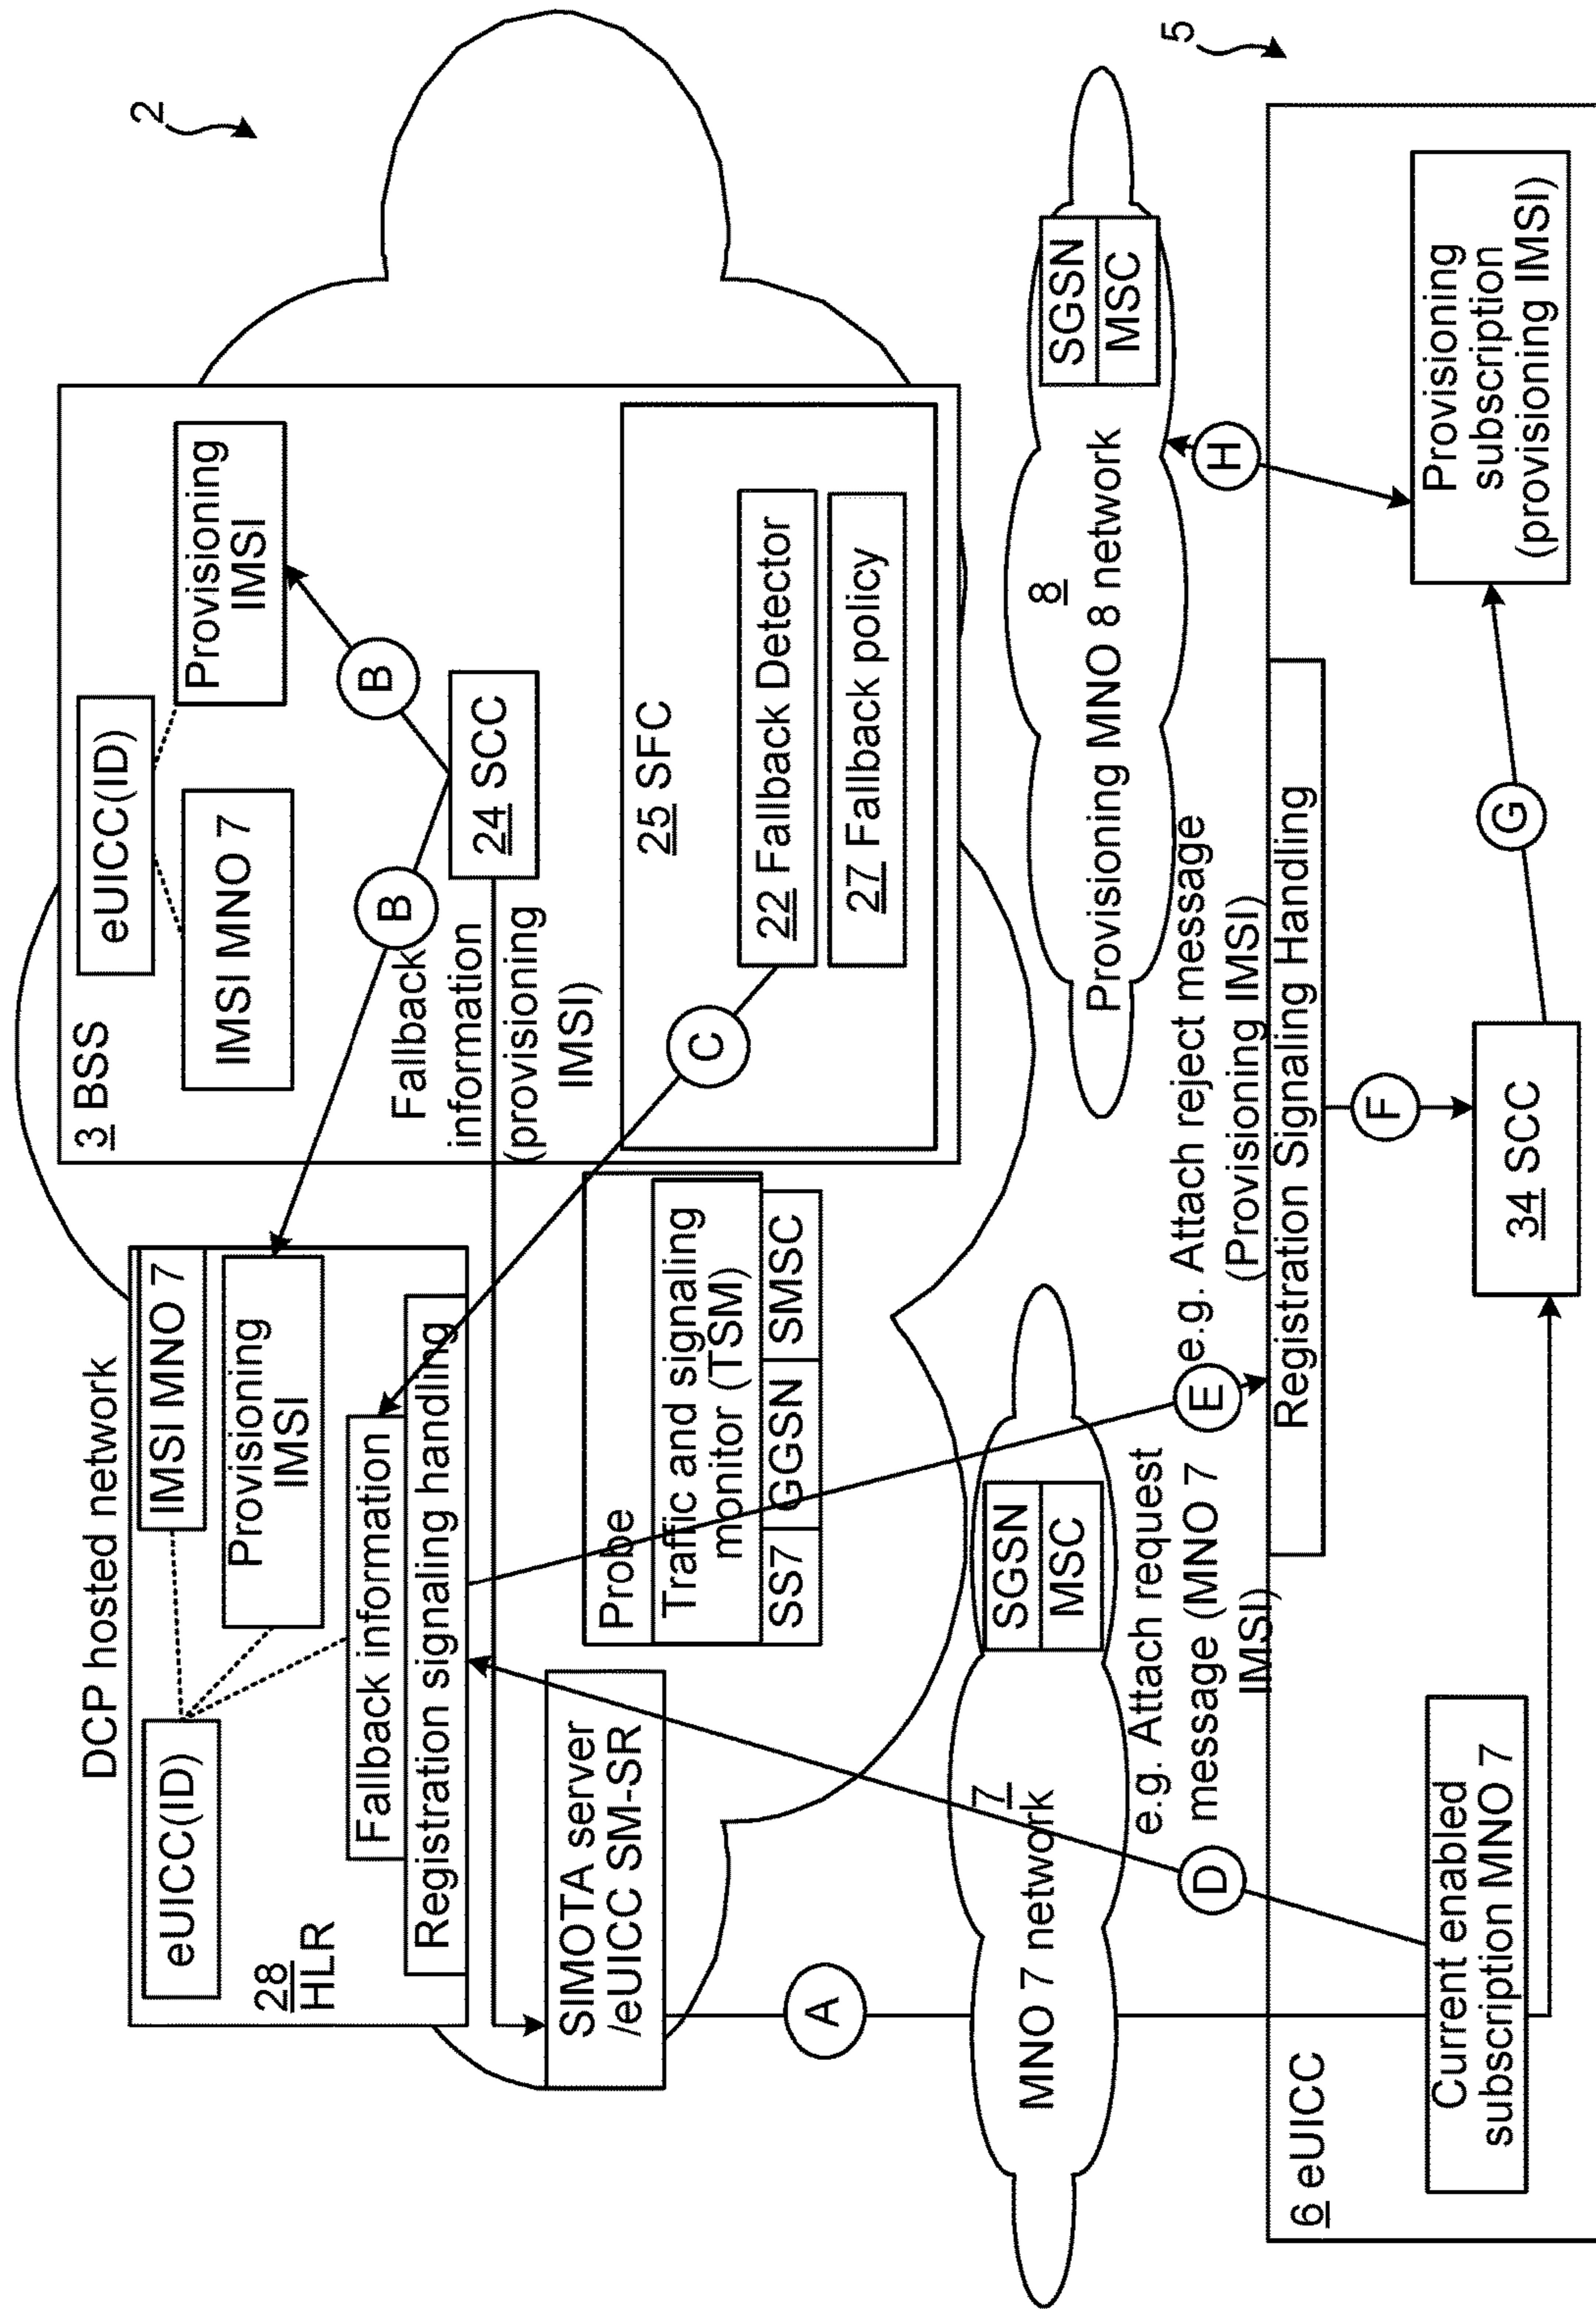 DCP hosted network
2
eUICC(ID)
IMSI MNO 7
Provisioning
IMSI
28
HLR
Fallback information
Registration signaling handling
3 BSS
eUICC(ID)
IMSI MNO 7
Provisioning
IMSI
B
B
Fallback
information
(provisioning
IMSI)
24 SCC
SIMOTA server
/eUICC SM-SR
Probe
Traffic and signaling
monitor (TSM)
SS7
GGSN
SMSC
25 SFC
C
22 Fallback Detector
27 Fallback policy
A
7
MNO 7 network
SGSN
MSC
8
Provisioning MNO 8 network
SGSN
MSC
5
D
e.g. Attach request
message (MNO 7
IMSI)
E
e.g. Attach reject message
(Provisioning IMSI)
H
6 eUICC
Registration Signaling Handling
Current enabled
subscription MNO 7
F
34 SCC
G
Provisioning
subscription
(provisioning IMSI)